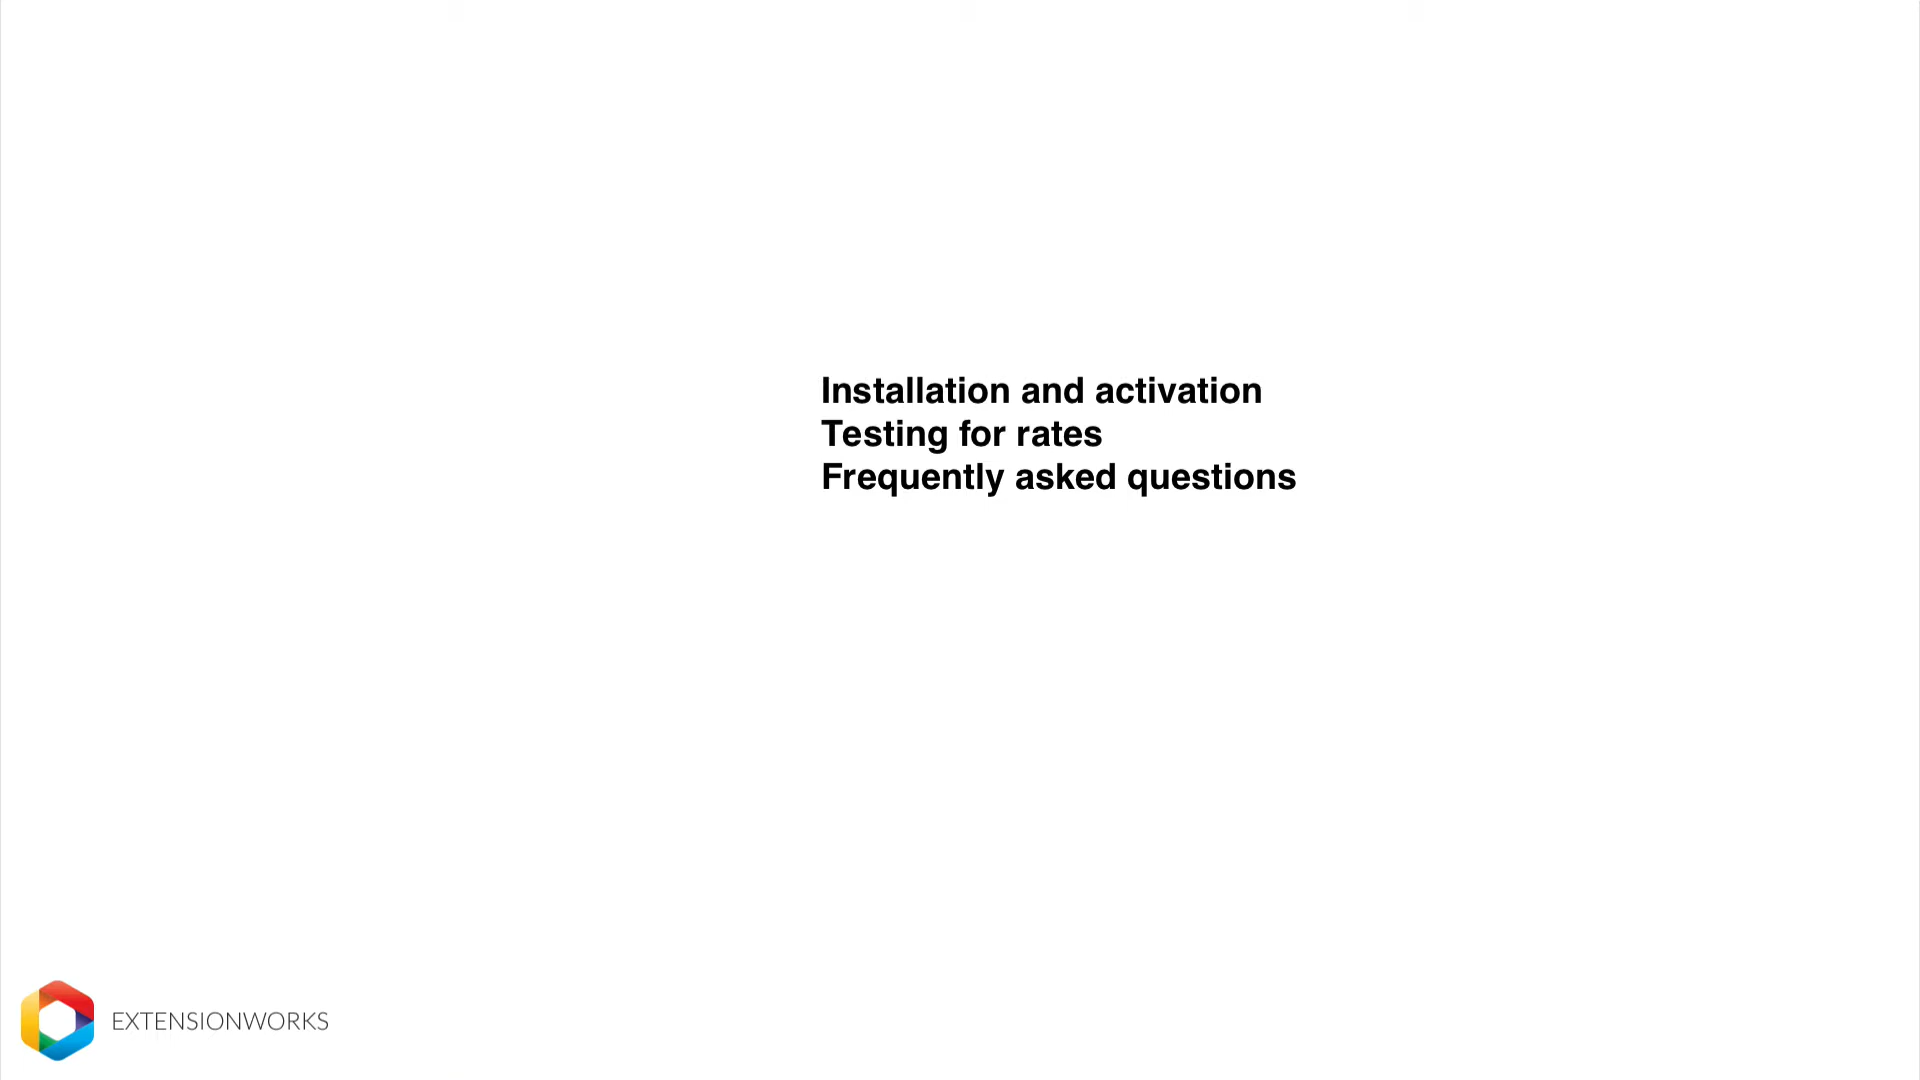 Installation and activation
Testing for rates
Frequently asked questions
EXTENSIONWORKS